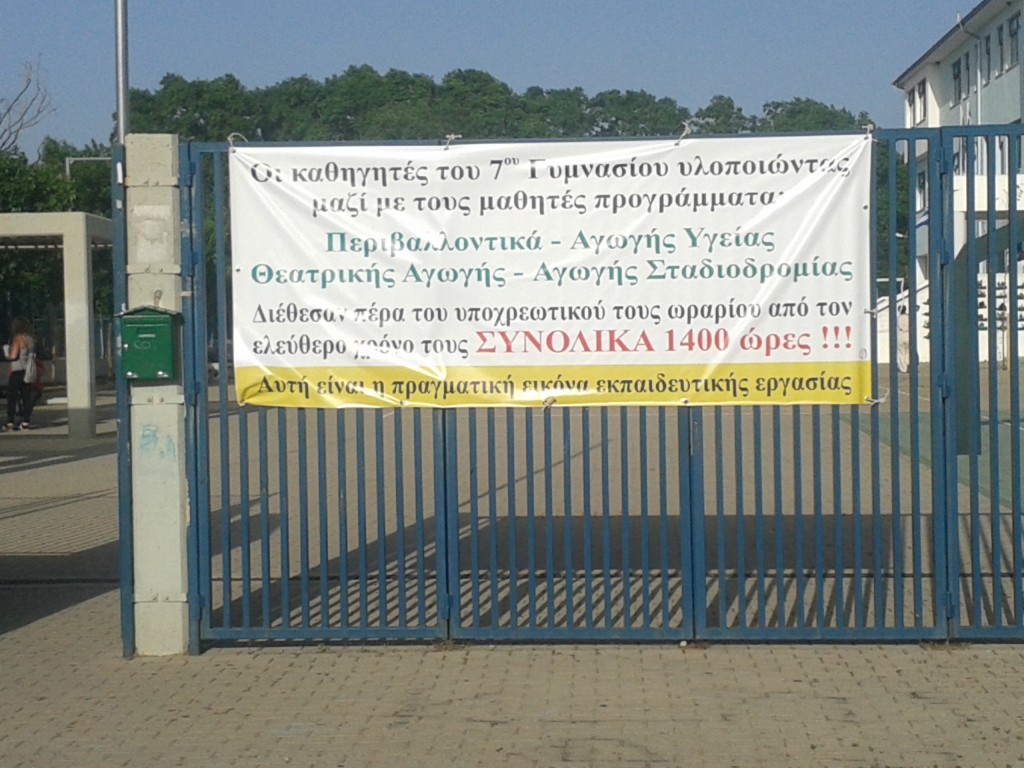 Οι καθηγητές του 7ου Γυμνασίου υλοποιώντας
μαζί με τους μαθητές προγράμματα:
Περιβαλλοντικά - Αγωγής Υγείας
Θεατρικής Αγωγής - Αγωγής Σταδιοδρομίας
Διέθεσαν πέρα του υποχρεωτικού τους ωραρίου από τον
ελεύθερο χρόνο τους ΣΥΝΟΛΙΚΑ 1400 ώρες !!!
Αυτή είναι η πραγματική εικόνα εκπαιδευτικής εργασίας